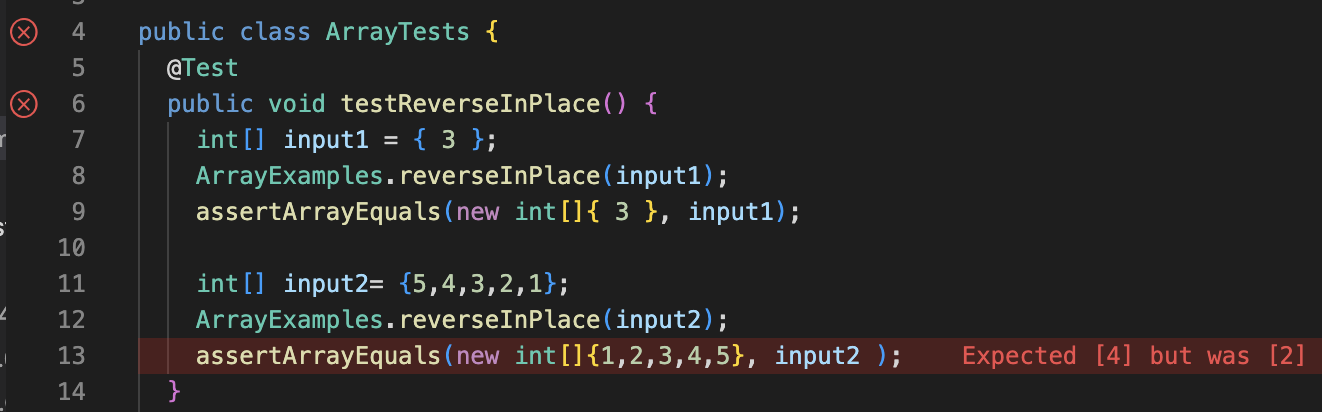 4 public class ArrayTests {
5 @Test
6 public void testReverseInPlace() {
7 int[] input1 = { 3 };
8 ArrayExamples.reverseInPlace(input1);
9 assertArrayEquals(new int[]{ 3 }, input1);
10
11 int[] input2= {5,4,3,2,1};
12 ArrayExamples.reverseInPlace(input2);
13 assertArrayEquals(new int[]{1,2,3,4,5}, input2 ); Expected [4] but was [2]
14 }